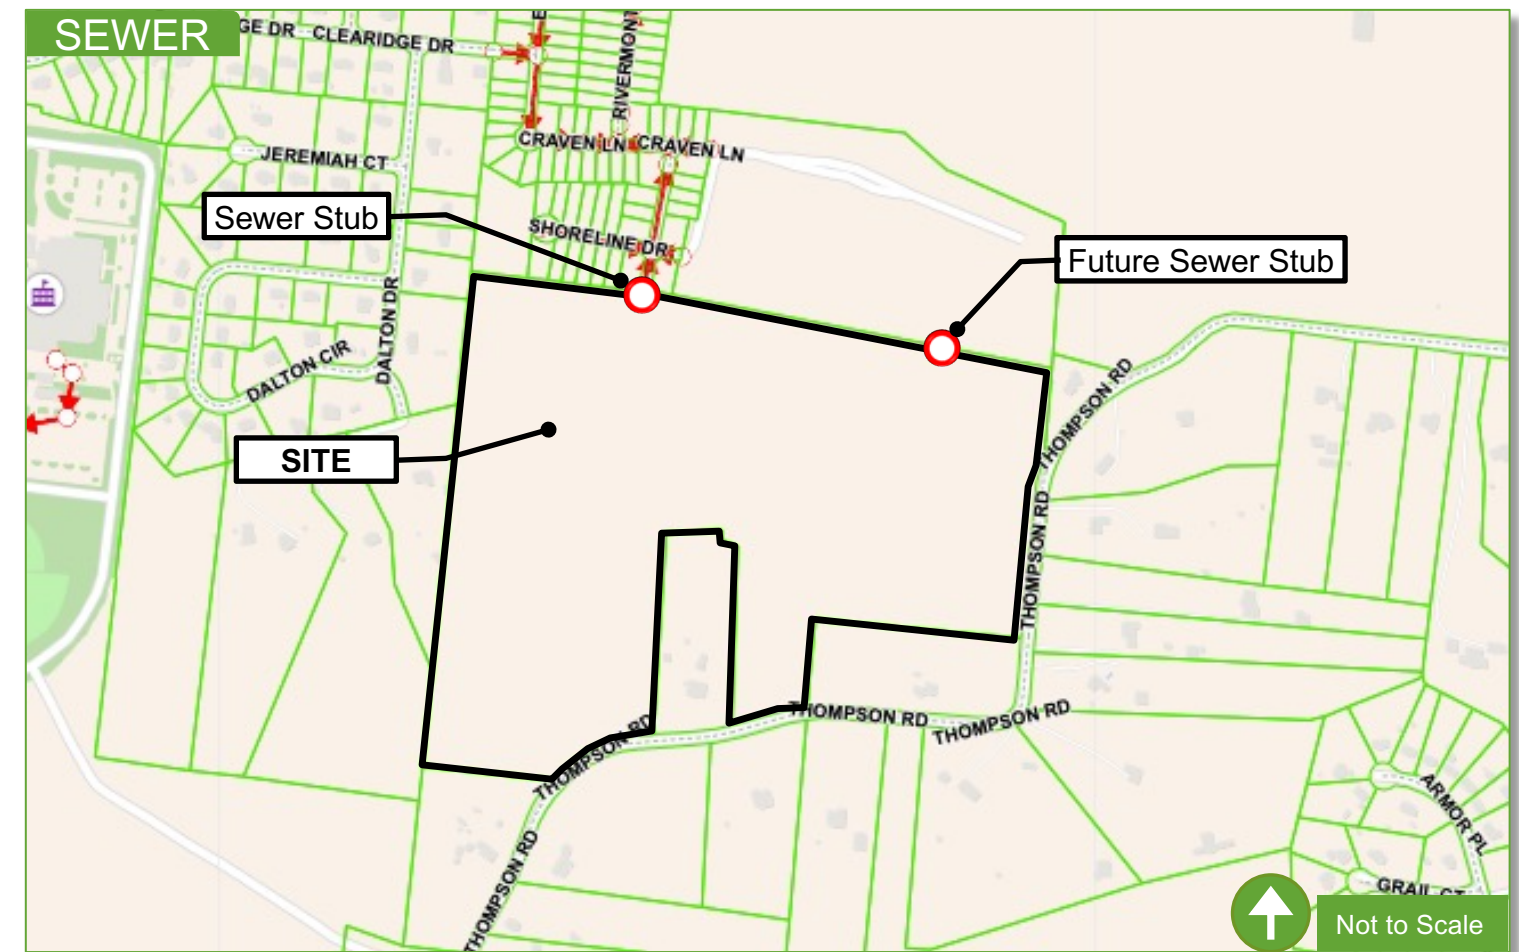 SEWER
GE DR
CLEARIDGE DR
E
RIVERMONT
CRAVEN LN
CRAVEN LN
JEREMIAH CT
Sewer Stub
SHORELINE DR
Future Sewer Stub
DALTON DR
DALTON CIR
THOMPSON RD
SITE
THOMPSON RD
THOMPSON RD
THOMPSON RD
THOMPSON RD
THOMPSON RD
ARMOR PL
GRAIL CT
Not to Scale